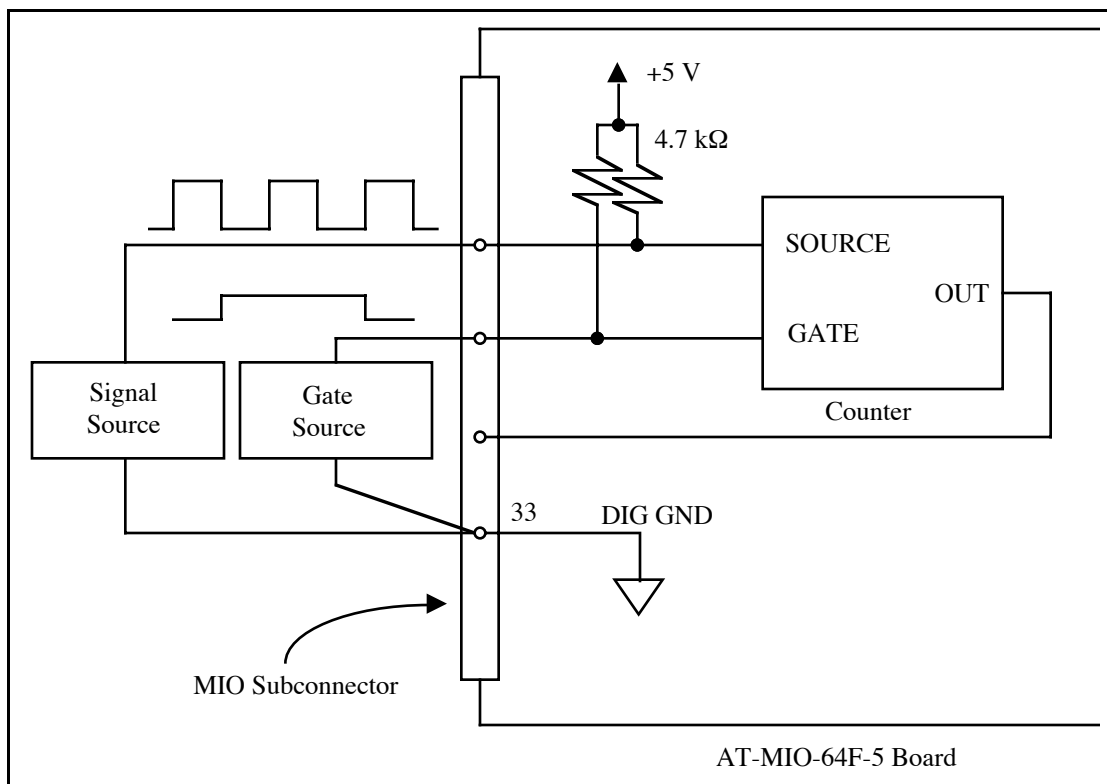 +5 V
4.7 kΩ
SOURCE
OUT
GATE
Signal
Source
Gate
Source
Counter
33
DIG GND
MIO Subconnector
AT-MIO-64F-5 Board